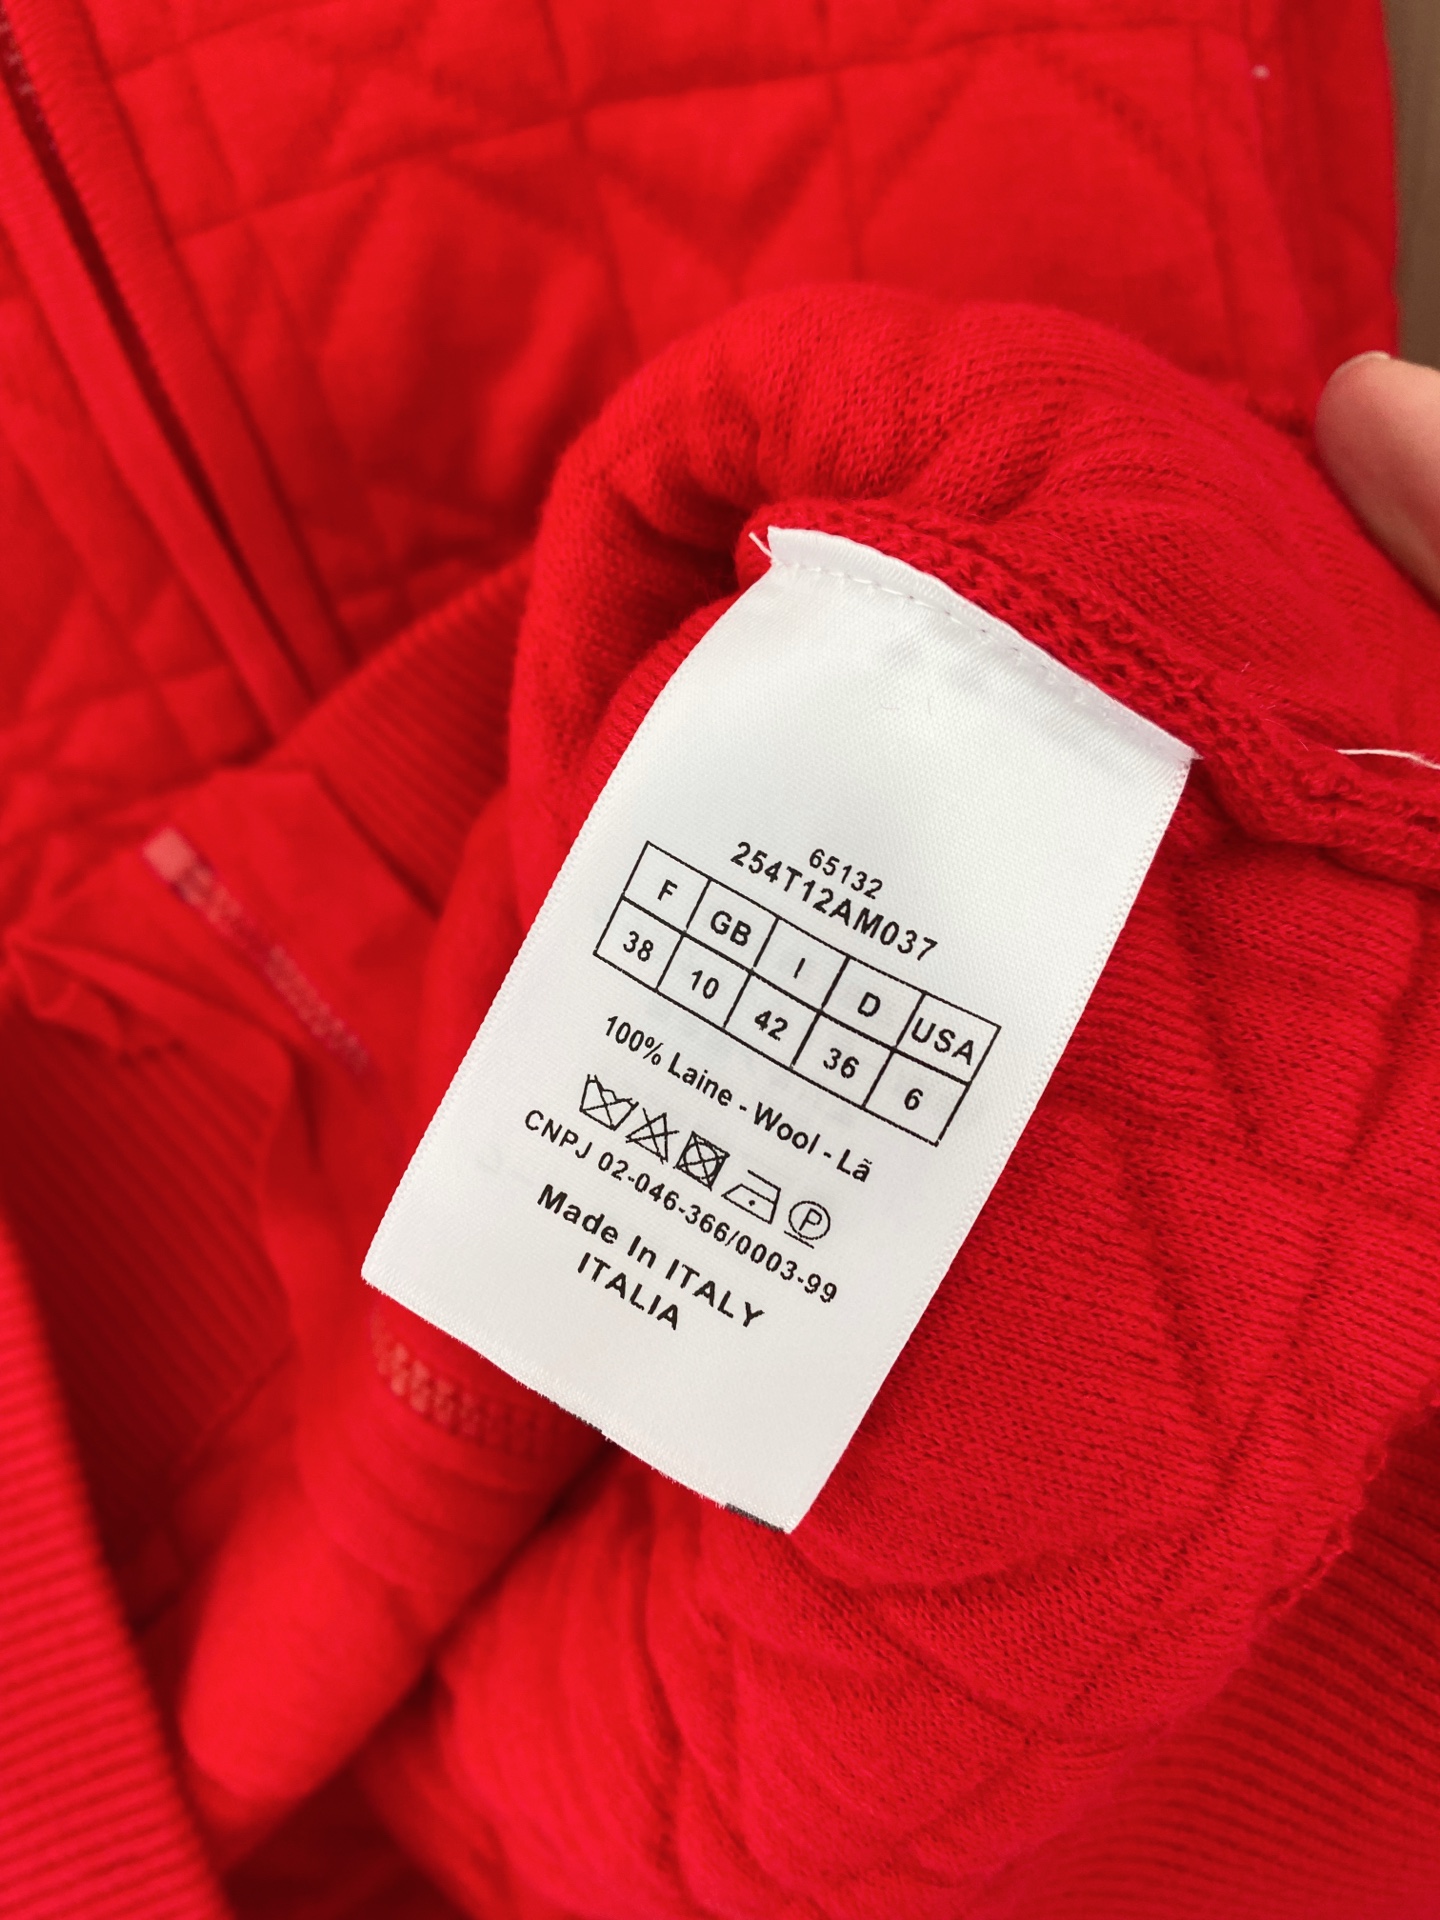 65132
254T12AM037
F GB I D USA
38 10 42 36 6
100% Laine - Wool - Lã
P
CNPJ 02-046-366/0003-99
Made In ITALY
ITALIA